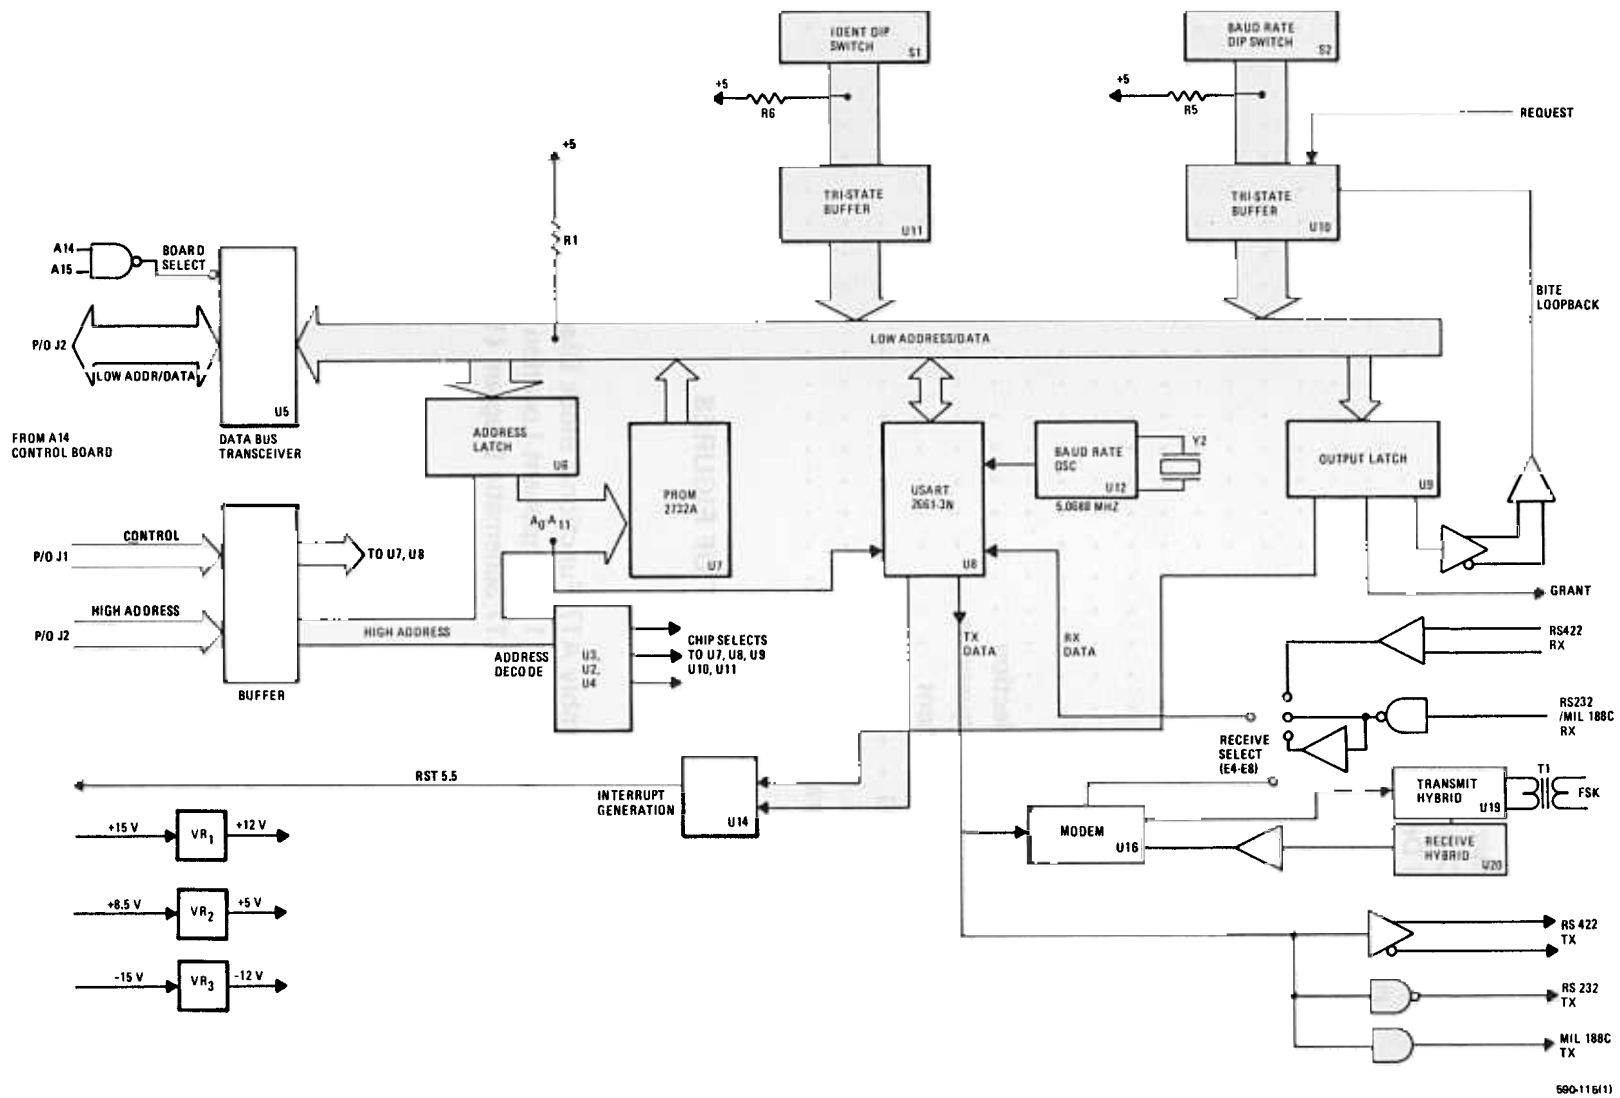 IDENT DIP
SWITCH
S1
BAUD RATE
DIP SWITCH
S2
+5
R6
+5
R5
REQUEST
+5
R1
TRI-STATE
BUFFER
U11
TRI-STATE
BUFFER
U10
A14
A15
BOARD
SELECT
BITE
LOOPBACK
P/O J2
LOW ADDR/DATA
U5
LOW ADDRESS/DATA
FROM A14
CONTROL BOARD
DATA BUS
TRANSCEIVER
ADDRESS
LATCH
U6
PROM
2732A
U7
USART
2661-3N
U8
BAUD RATE
OSC
U12
5.0688 MHZ
Y2
OUTPUT LATCH
U9
A0 A11
CONTROL
P/O J1
TO U7, U8
HIGH ADDRESS
P/O J2
HIGH ADDRESS
BUFFER
ADDRESS
DECODE
U3,
U2,
U4
CHIP SELECTS
TO U7, U8, U9
U10, U11
TX
DATA
RX
DATA
GRANT
RS422
RX
RS232
/MIL 188C
RX
RECEIVE
SELECT
(E4-E8)
RST 5.5
INTERRUPT
GENERATION
U14
MODEM
U16
TRANSMIT
HYBRID
U19
T1
FSK
RECEIVE
HYBRID
U20
+15 V
VR1
+12 V
+8.5 V
VR2
+5 V
-15 V
VR3
-12 V
RS 422
TX
RS 232
TX
MIL 188C
TX
590-115(1)